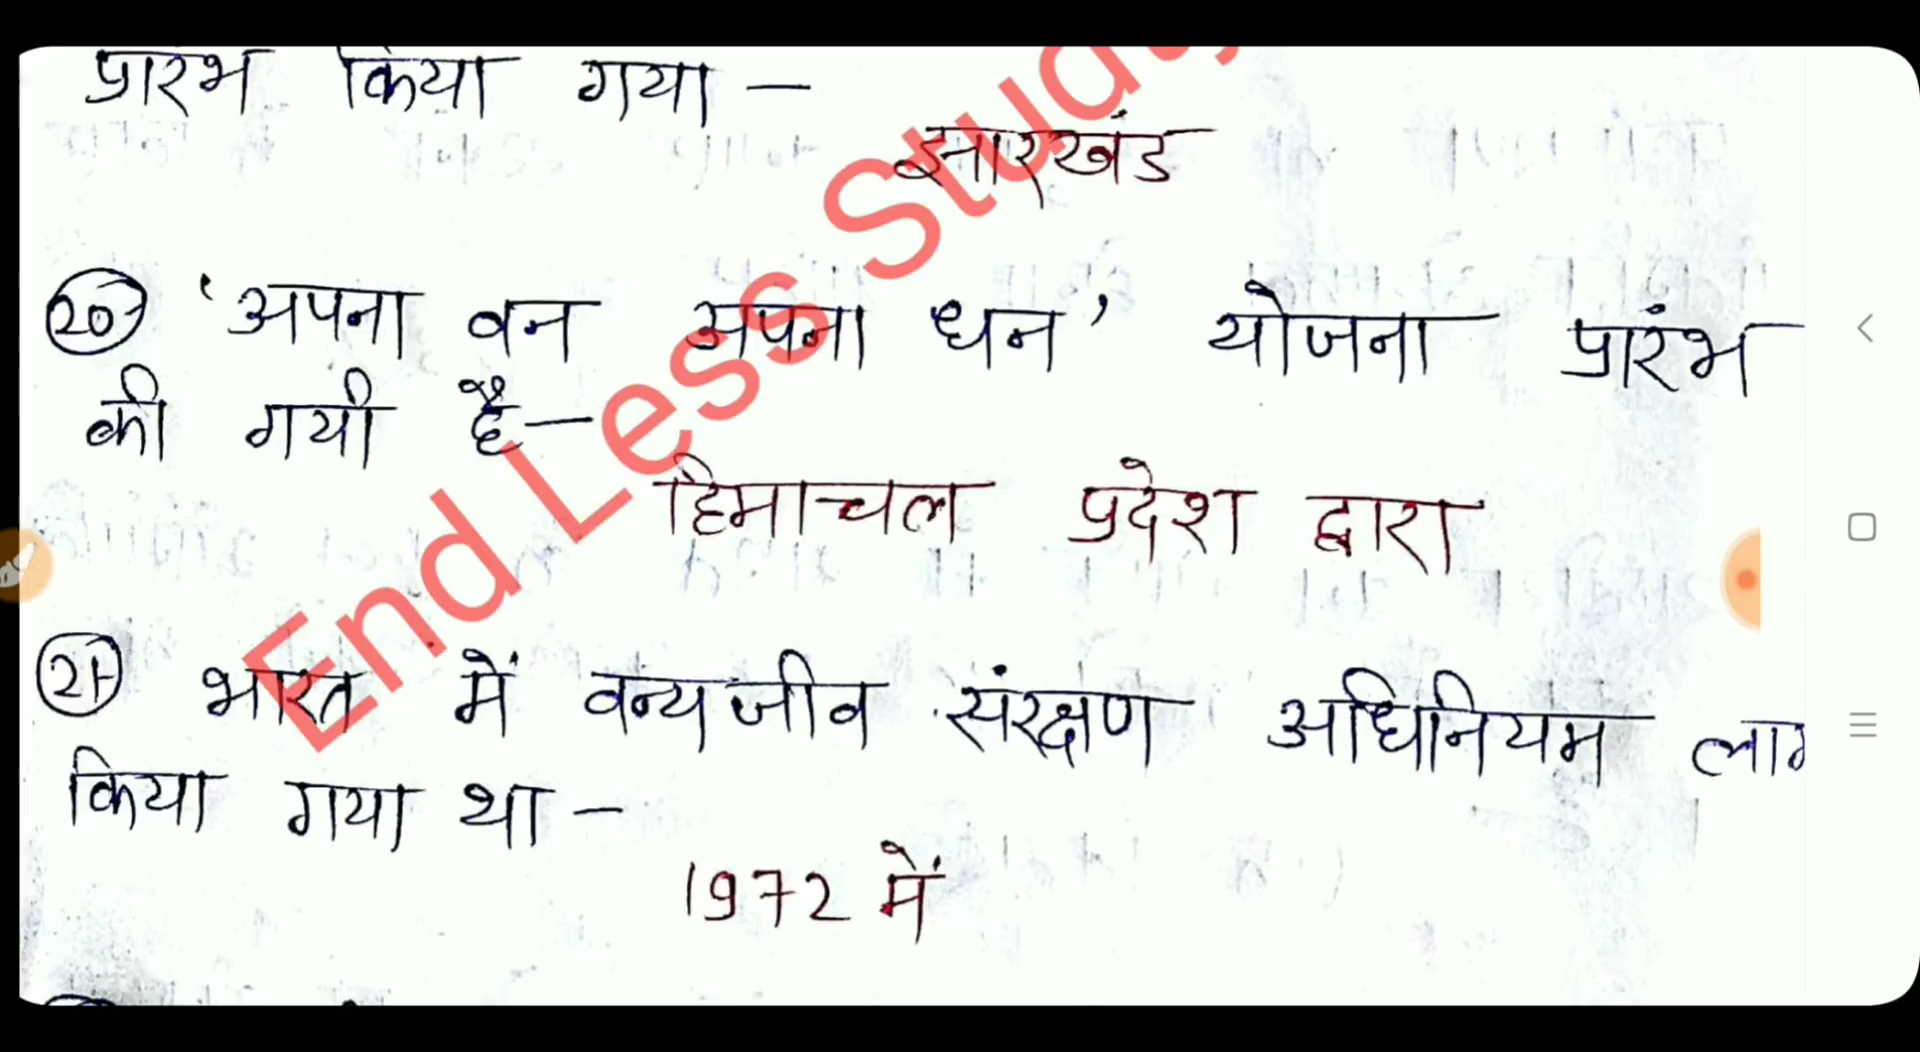 प्रारंभ किया गया –
झारखंड
20 'अपना वन अपना धन' योजना प्रारंभ
की गयी है –
हिमाचल प्रदेश द्वारा
21 भारत में वन्य जीव संरक्षण अधिनियम
किया गया था –
1972 में
End Less Study